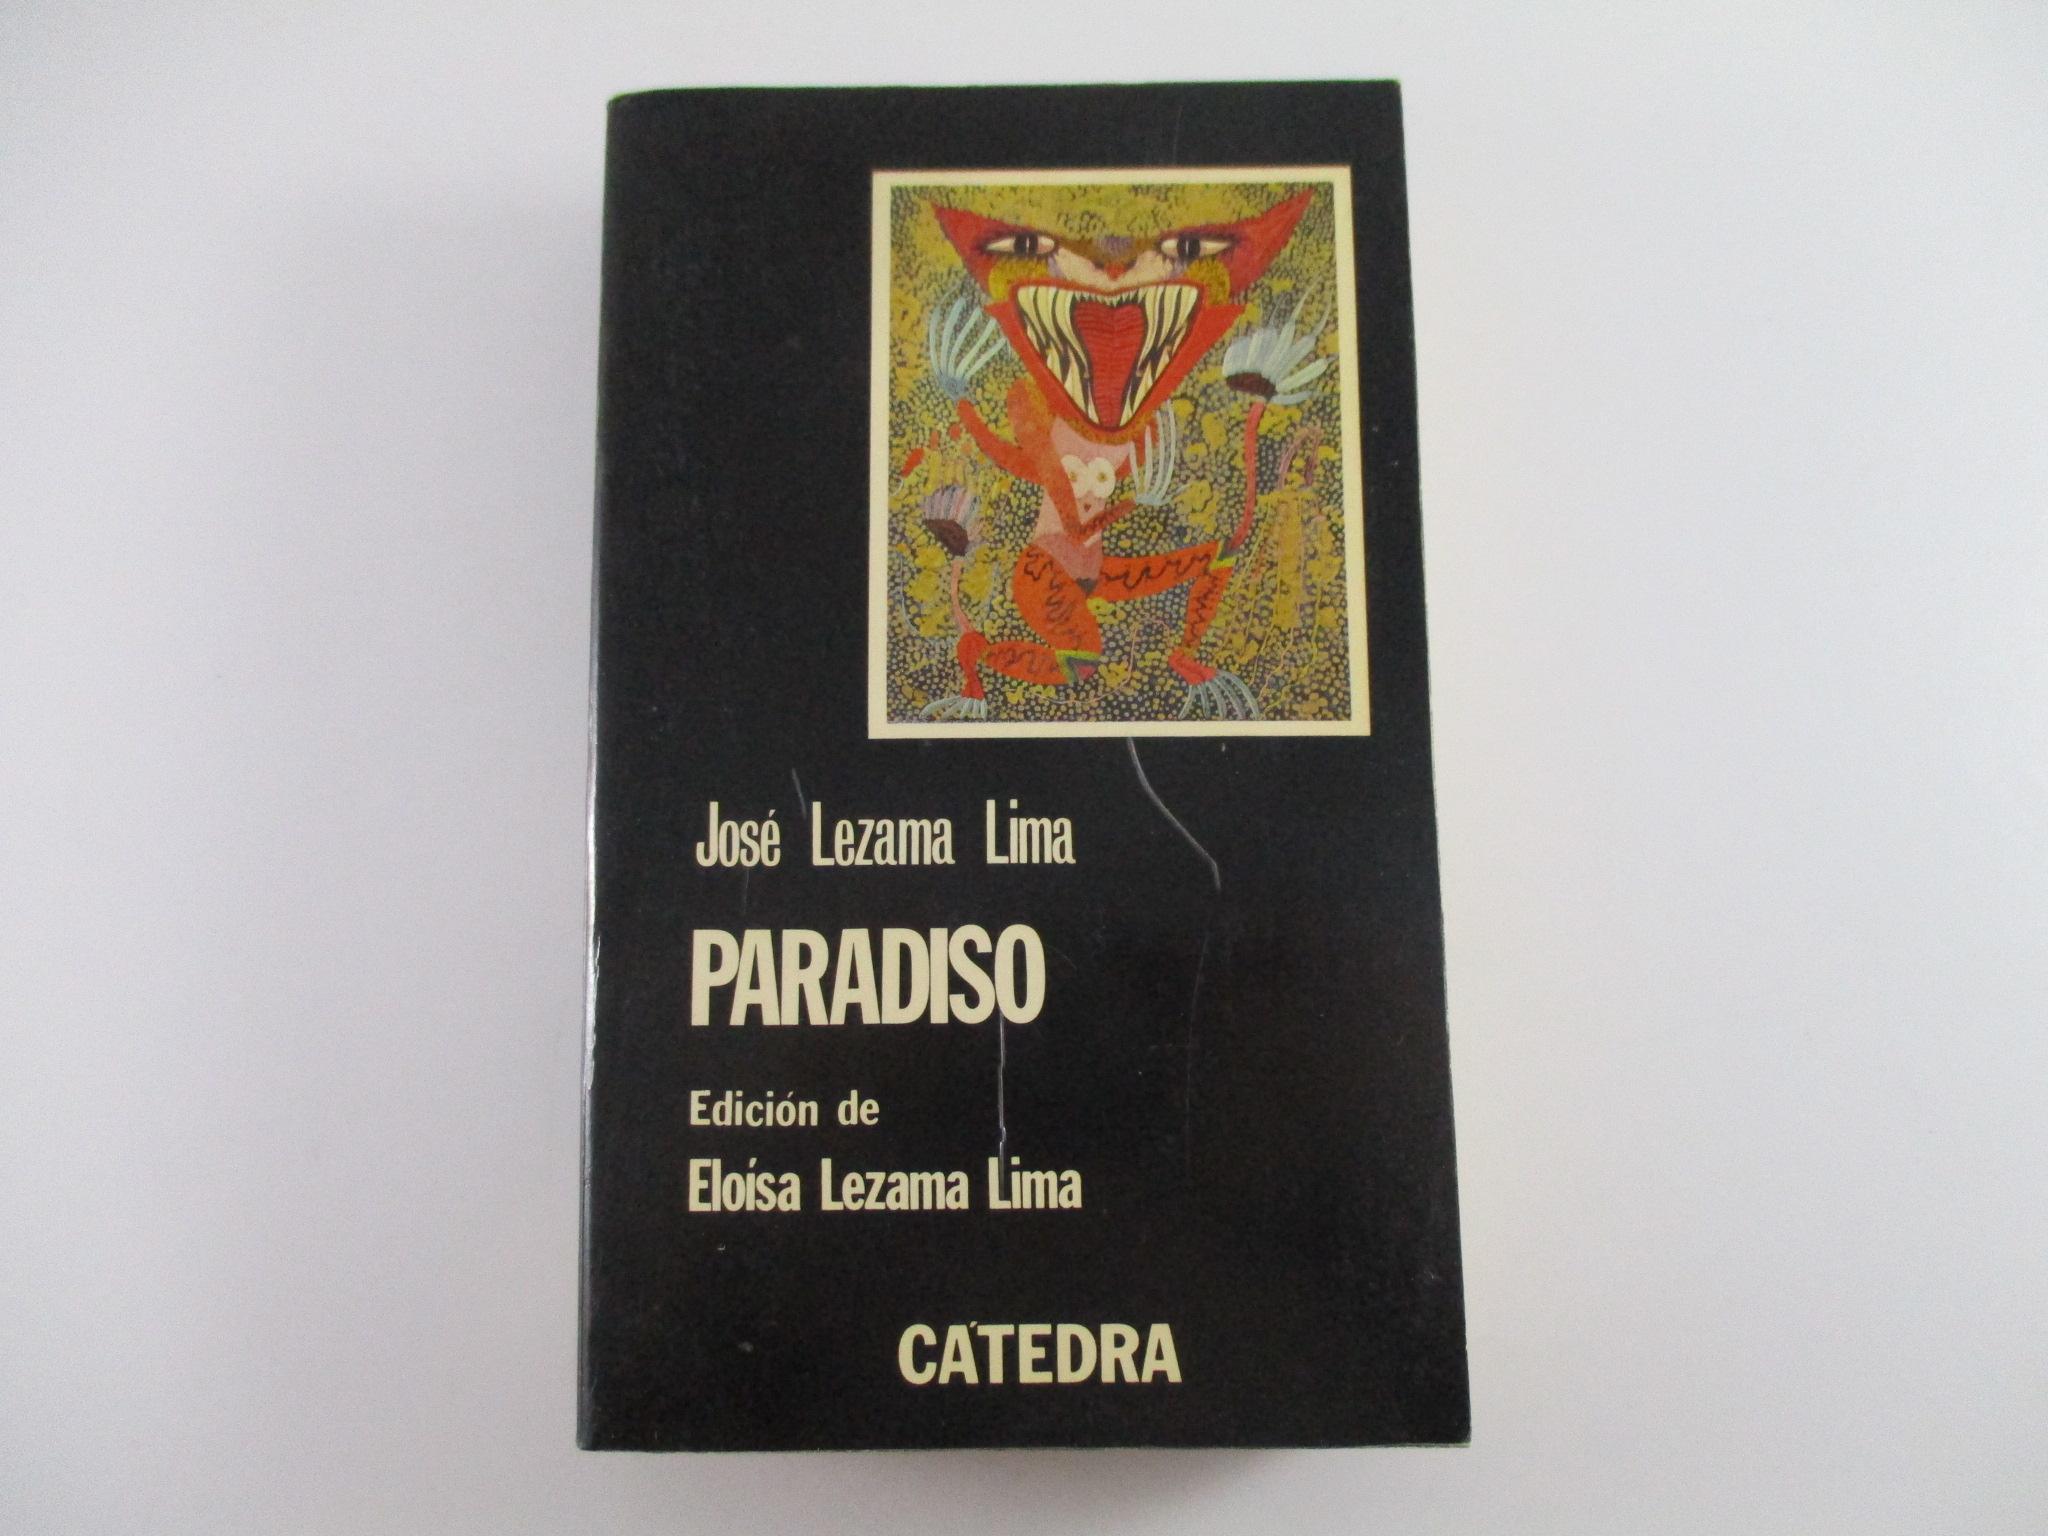 José Lezama Lima
PARADISO
Edición de
Eloísa Lezama Lima
CÁTEDRA